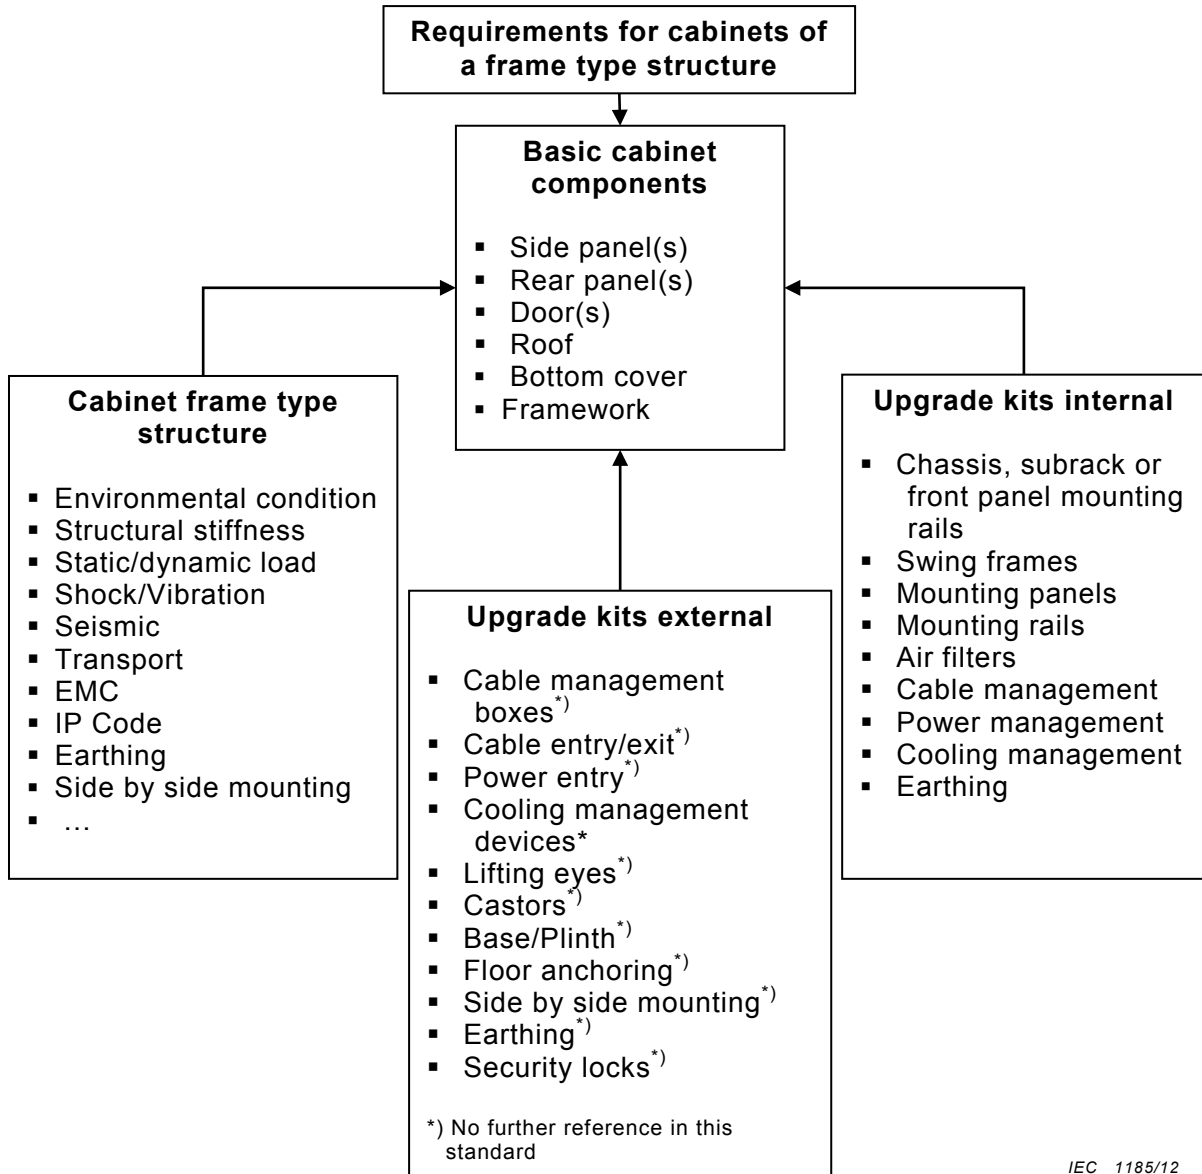 Requirements for cabinets of
a frame type structure
Basic cabinet
components
▪ Side panel(s)
▪ Rear panel(s)
▪ Door(s)
▪ Roof
▪ Bottom cover
▪ Framework
Cabinet frame type
structure
▪ Environmental condition
▪ Structural stiffness
▪ Static/dynamic load
▪ Shock/Vibration
▪ Seismic
▪ Transport
▪ EMC
▪ IP Code
▪ Earthing
▪ Side by side mounting
▪ …
Upgrade kits external
▪ Cable management
boxes*)
▪ Cable entry/exit*)
▪ Power entry*)
▪ Cooling management
devices*
▪ Lifting eyes*)
▪ Castors*)
▪ Base/Plinth*)
▪ Floor anchoring*)
▪ Side by side mounting*)
▪ Earthing*)
▪ Security locks*)
*) No further reference in this
standard
Upgrade kits internal
▪ Chassis, subrack or
front panel mounting
rails
▪ Swing frames
▪ Mounting panels
▪ Mounting rails
▪ Air filters
▪ Cable management
▪ Power management
▪ Cooling management
▪ Earthing
IEC 1185/12